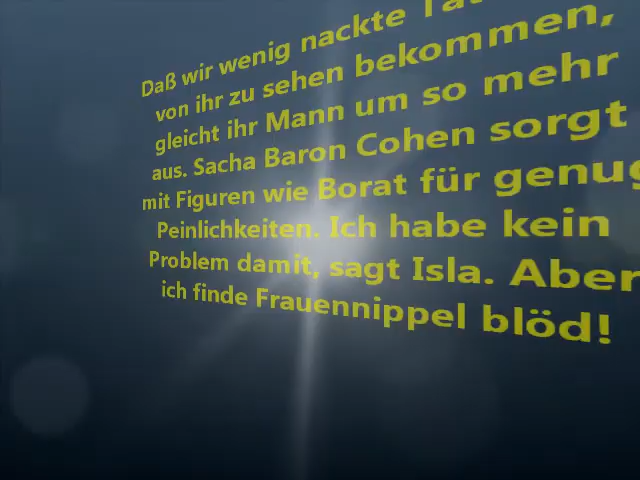 Daß wir wenig nackte
von ihr zu sehen bekommen,
gleicht ihr Mann um so mehr
aus. Sacha Baron Cohen sorgt
mit Figuren wie Borat für genug
Peinlichkeiten. Ich habe kein
Problem damit, sagt Isla. Aber
ich finde Frauennippel blöd!